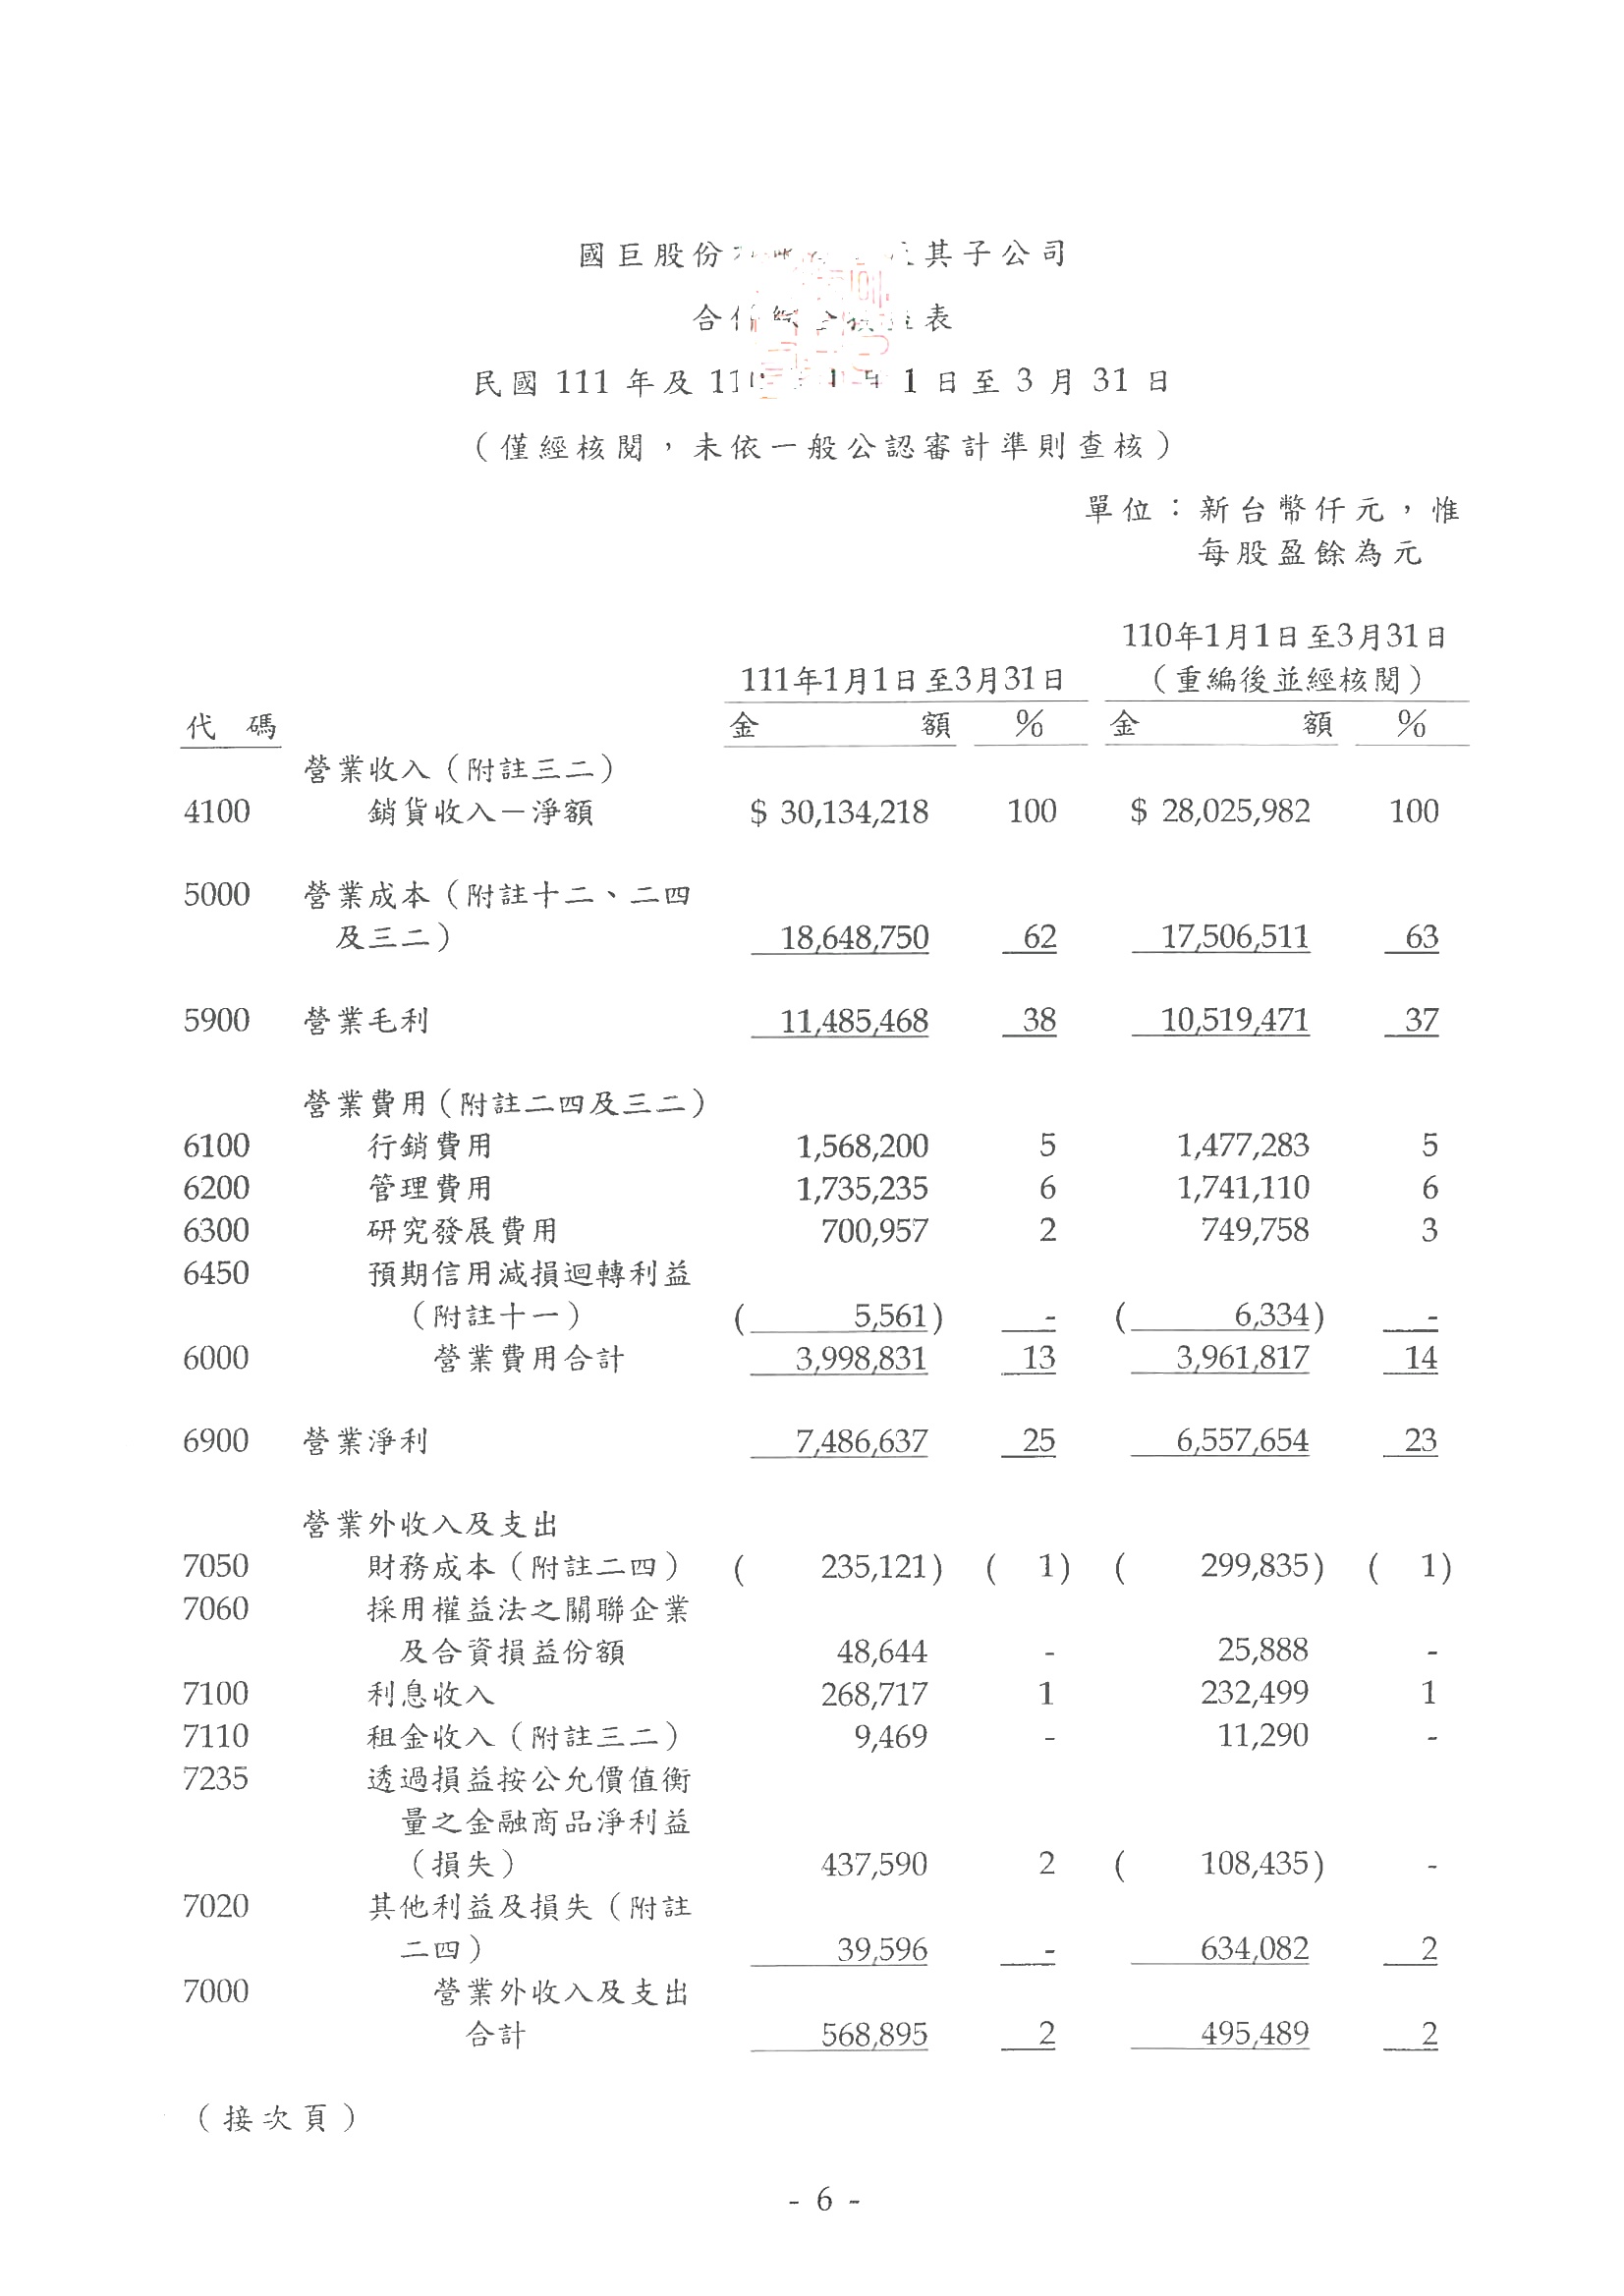 國巨股份 其子公司
合 表
民國 111 年及 11 1 日至 3 月 31 日
（僅經核閱，未依一般公認審計準則查核）
單位：新台幣仟元，惟
每股盈餘為元
110年1月1日至3月31日
111年1月1日至3月31日 （重編後並經核閱）
代 碼 金 額 % 金 額 %
營業收入（附註三二）
4100 銷貨收入－淨額 $ 30,134,218 100 $ 28,025,982 100
5000 營業成本（附註十二、二四
及三二） 18,648,750 62 17,506,511 63
5900 營業毛利 11,485,468 38 10,519,471 37
營業費用（附註二四及三二）
6100 行銷費用 1,568,200 5 1,477,283 5
6200 管理費用 1,735,235 6 1,741,110 6
6300 研究發展費用 700,957 2 749,758 3
6450 預期信用減損迴轉利益
（附註十一） ( 5,561) - ( 6,334) -
6000 營業費用合計 3,998,831 13 3,961,817 14
6900 營業淨利 7,486,637 25 6,557,654 23
營業外收入及支出
7050 財務成本（附註二四） ( 235,121) ( 1) ( 299,835) ( 1)
7060 採用權益法之關聯企業
及合資損益份額 48,644 - 25,888 -
7100 利息收入 268,717 1 232,499 1
7110 租金收入（附註三二） 9,469 - 11,290 -
7235 透過損益按公允價值衡
量之金融商品淨利益
（損失） 437,590 2 ( 108,435) -
7020 其他利益及損失（附註
二四） 39,596 - 634,082 2
7000 營業外收入及支出
合計 568,895 2 495,489 2
（接次頁）
- 6 -